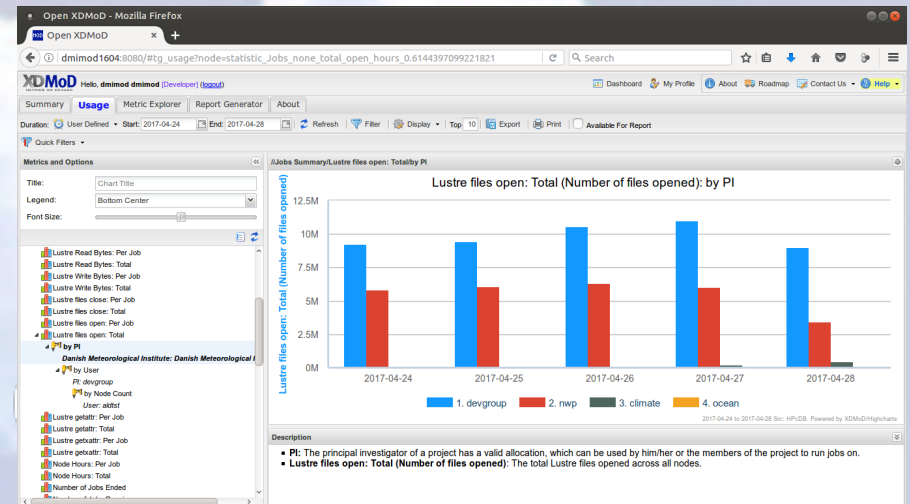 Open XDMoD - Mozilla Firefox
Open XDMoD × +
dmimod1604:8080/#tg_usage?node=statistic_Jobs_none_total_open_hours_0.6144397099221821 Search
XDMoD Hello, dmimod dmimod [Developer] (logout) Dashboard My Profile About Roadmap Contact Us Help
Summary Usage Metric Explorer Report Generator About
Duration: User Defined Start: 2017-04-24 End: 2017-04-28 Refresh Filter Display Top 10 Export Print Available For Report
Quick Filters
Metrics and Options
Title: Chart Title
Legend: Bottom Center
Font Size:
Lustre Read Bytes: Per Job
Lustre Read Bytes: Total
Lustre Write Bytes: Per Job
Lustre Write Bytes: Total
Lustre files close: Per Job
Lustre files close: Total
Lustre files open: Per Job
Lustre files open: Total
by PI
Danish Meteorological Institute: Danish Meteorological
by User
PI: devgroup
by Node Count
User: aldtst
Lustre getattr: Per Job
Lustre getattr: Total
Lustre getxattr: Per Job
Lustre getxattr: Total
Node Hours: Per Job
Node Hours: Total
Number of Jobs Ended
//Jobs Summary/Lustre files open: Total/by PI
Lustre files open: Total (Number of files opened): by PI
Lustre files open: Total (Number of files opened)
12.5M
10M
7.5M
5M
2.5M
0M
2017-04-24 2017-04-25 2017-04-26 2017-04-27 2017-04-28
1. devgroup 2. nwp 3. climate 4. ocean
2017-04-24 to 2017-04-28 Src: HPcDB. Powered by XDMoD/Highcharts
Description
PI: The principal investigator of a project has a valid allocation, which can be used by him/her or the members of the project to run jobs on.
Lustre files open: Total (Number of files opened): The total Lustre files opened across all nodes.